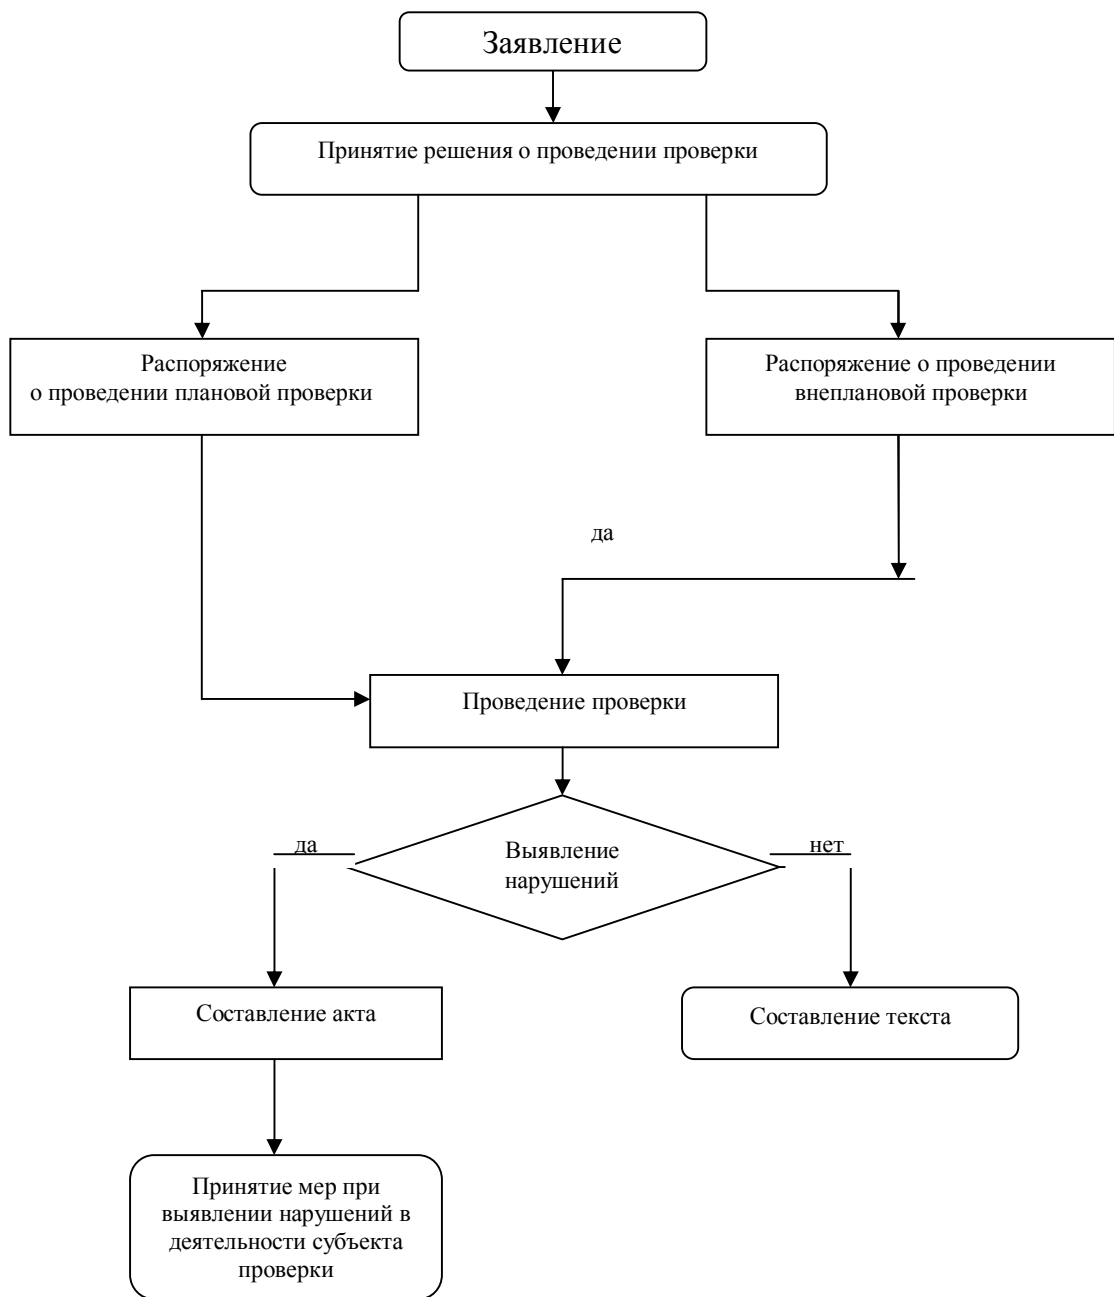 Заявление
Принятие решения о проведении проверки
Распоряжение
о проведении плановой проверки
Распоряжение о проведении
внеплановой проверки
да
Проведение проверки
да
Выявление
нарушений
нет
Составление акта
Составление текста
Принятие мер при
выявлении нарушений в
деятельности субъекта
проверки